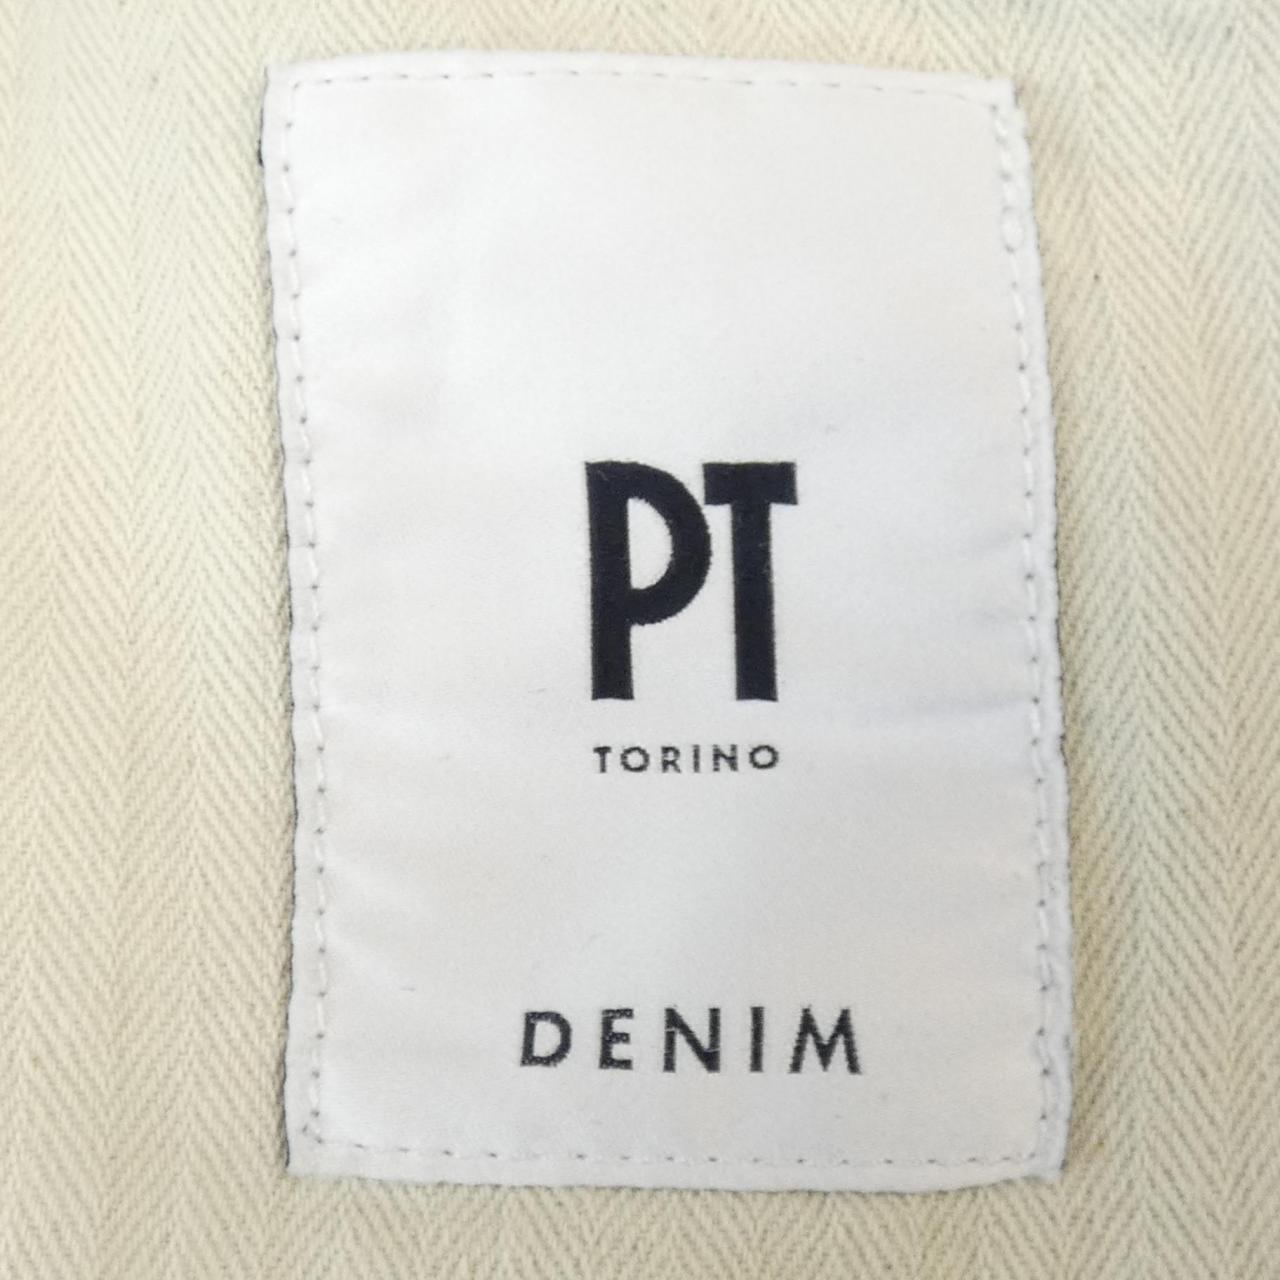 PT
TORINO
DENIM